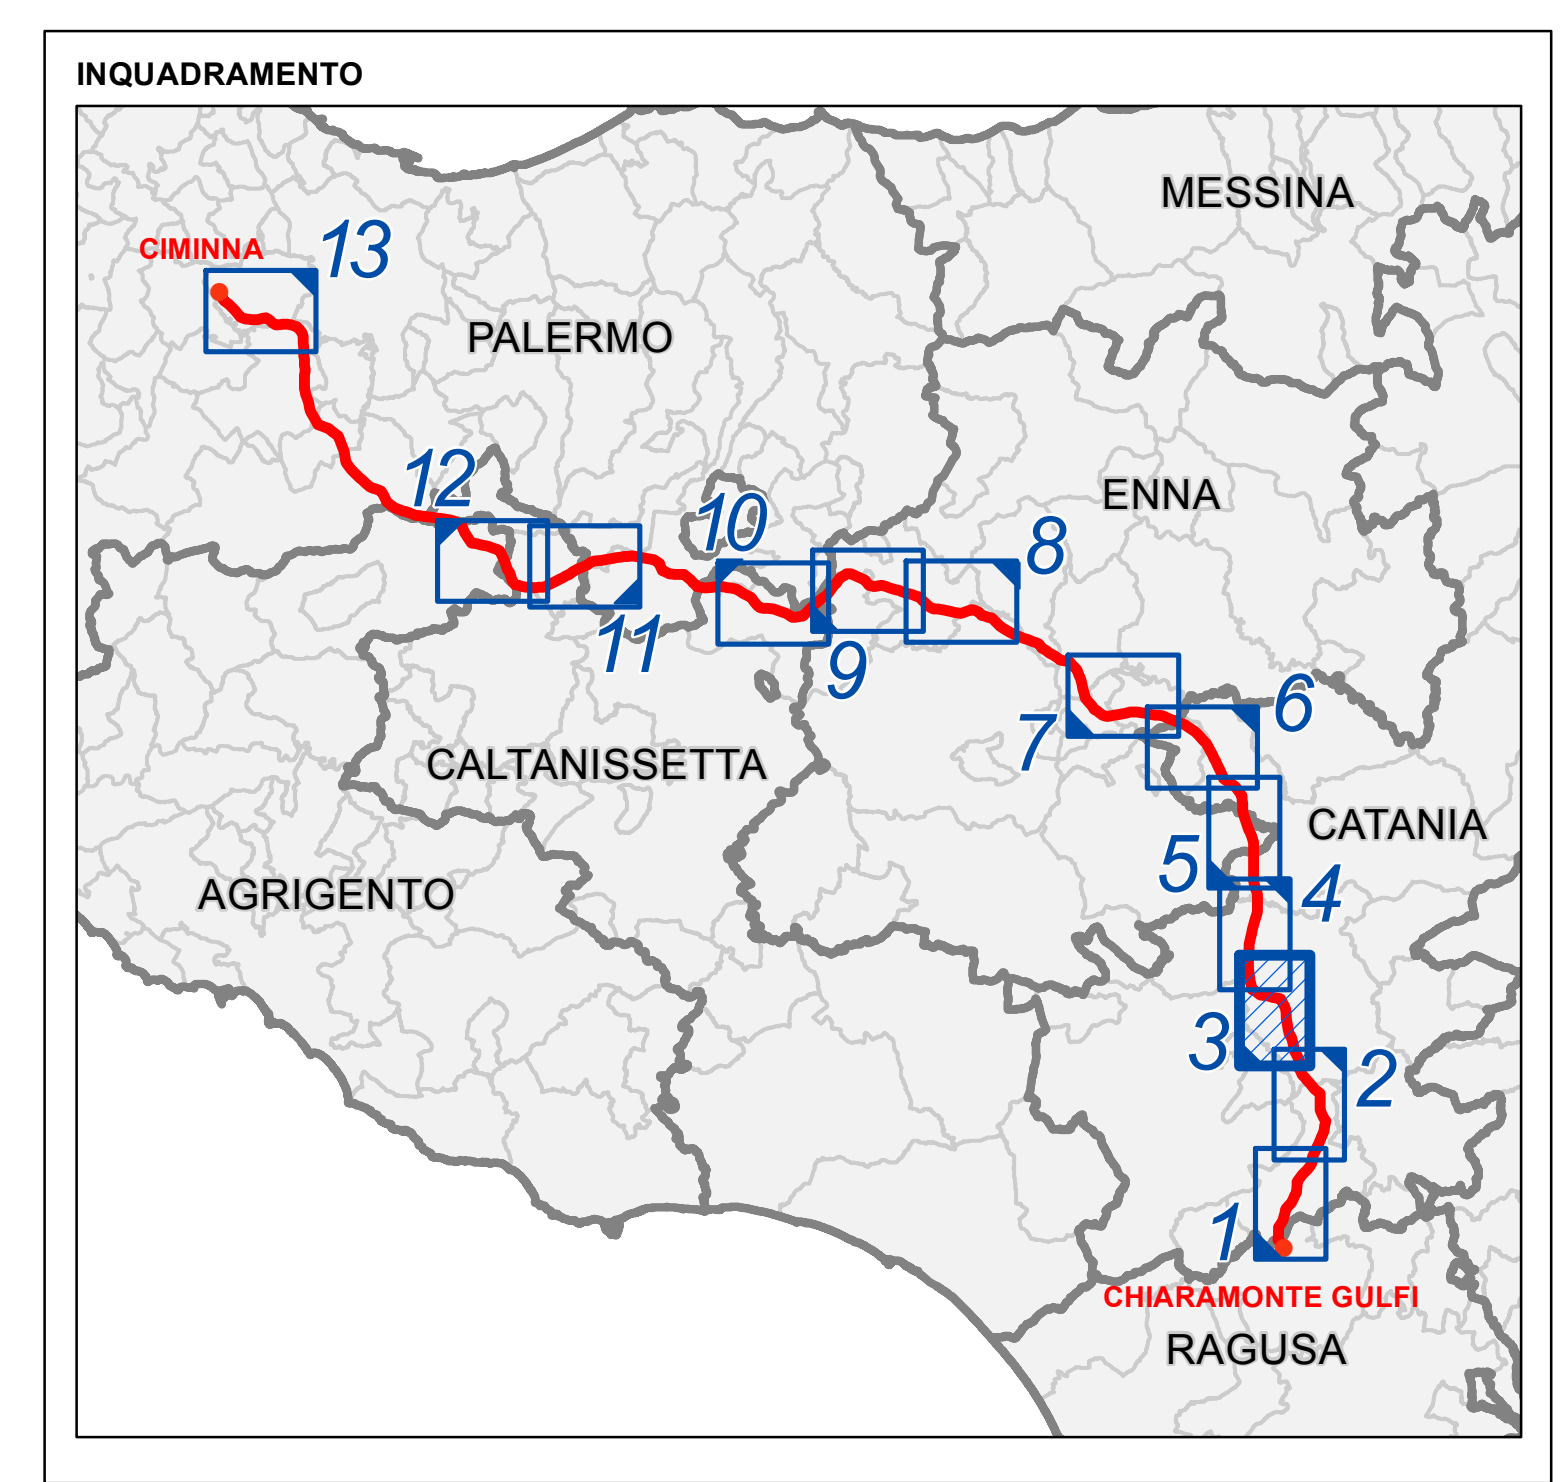 INQUADRAMENTO
MESSINA
13
CIMINNA
PALERMO
12
ENNA
10
8
11
9
6
7
CALTANISSETTA
CATANIA
5
4
AGRIGENTO
3
2
1
CHIARAMONTE GULFI
RAGUSA